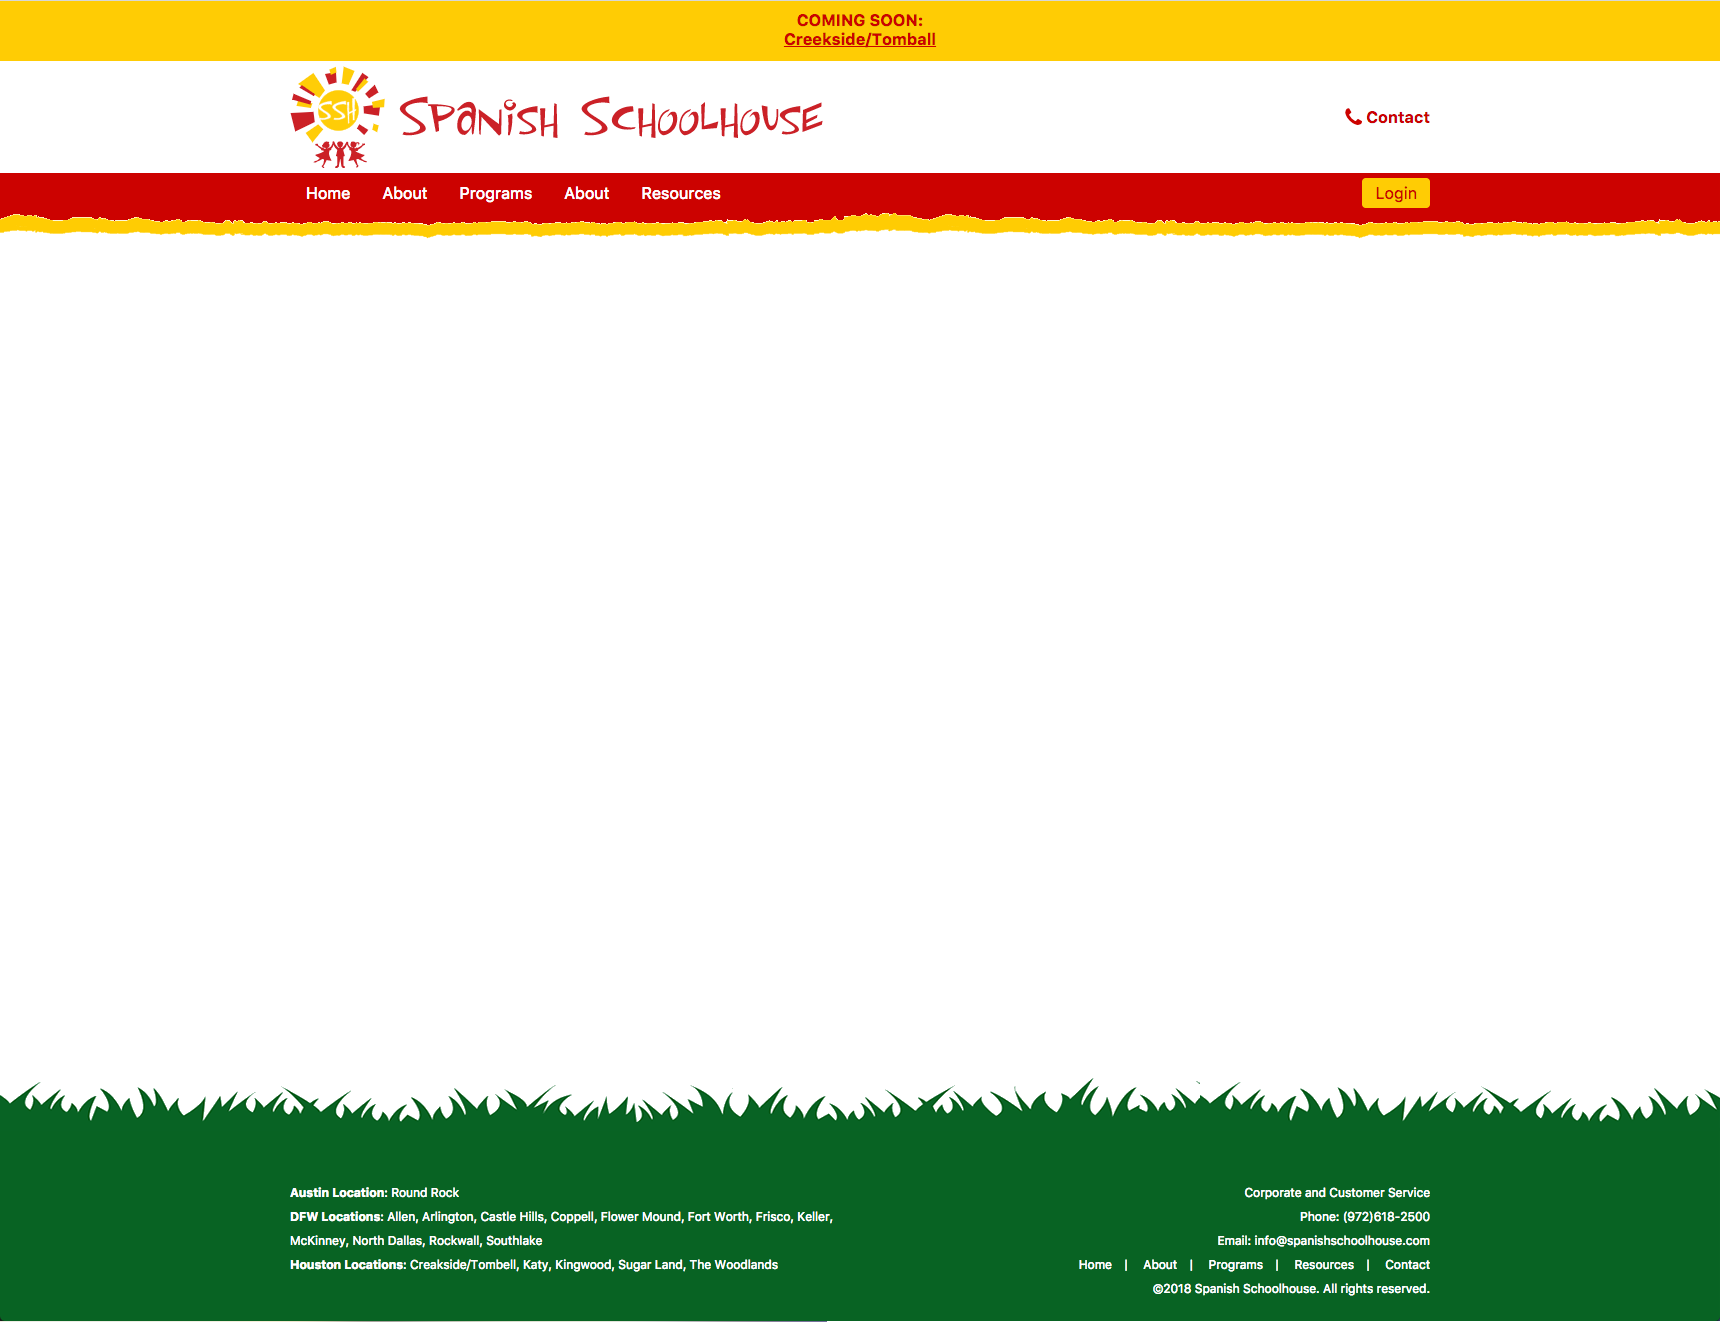 COMING SOON:
Creekside/Tomball
SSH
Spanish Schoolhouse
Contact
Home About Programs About Resources Login
Austin Location: Round Rock
DFW Locations: Allen, Arlington, Castle Hills, Coppell, Flower Mound, Fort Worth, Frisco, Keller,
McKinney, North Dallas, Rockwall, Southlake
Houston Locations: Creakside/Tombell, Katy, Kingwood, Sugar Land, The Woodlands
Corporate and Customer Service
Phone: (972)618-2500
Email: info@spanishschoolhouse.com
Home | About | Programs | Resources | Contact
©2018 Spanish Schoolhouse. All rights reserved.